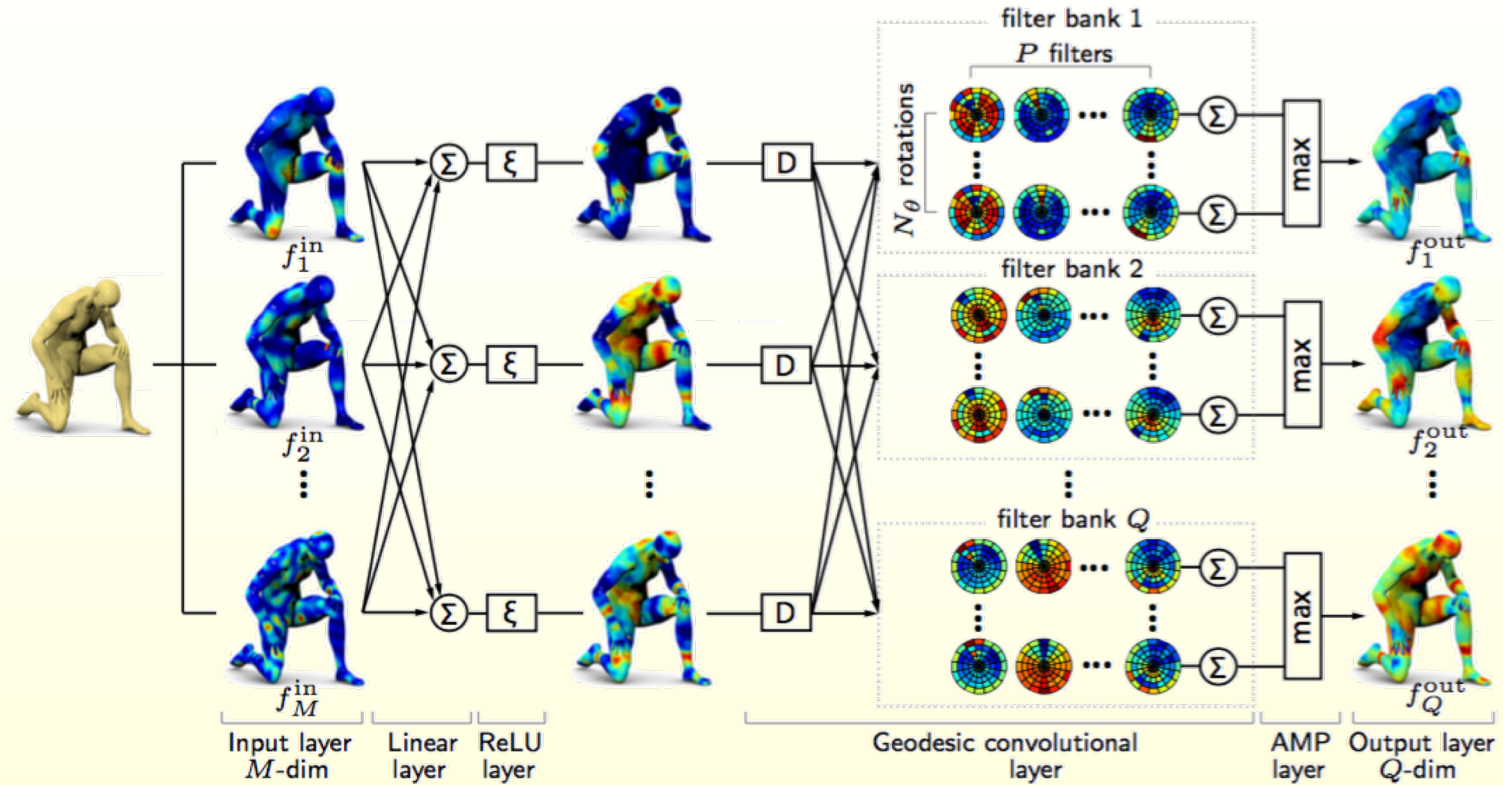 filter bank 1
P filters
N_θ rotations
Σ
Σ
max
f_1^in
Σ
ξ
D
f_1^out
filter bank 2
Σ
Σ
max
f_2^in
Σ
ξ
D
f_2^out
filter bank Q
Σ
Σ
max
f_M^in
Σ
ξ
D
f_Q^out
Input layer
M-dim
Linear
layer
ReLU
layer
Geodesic convolutional
layer
AMP
layer
Output layer
Q-dim